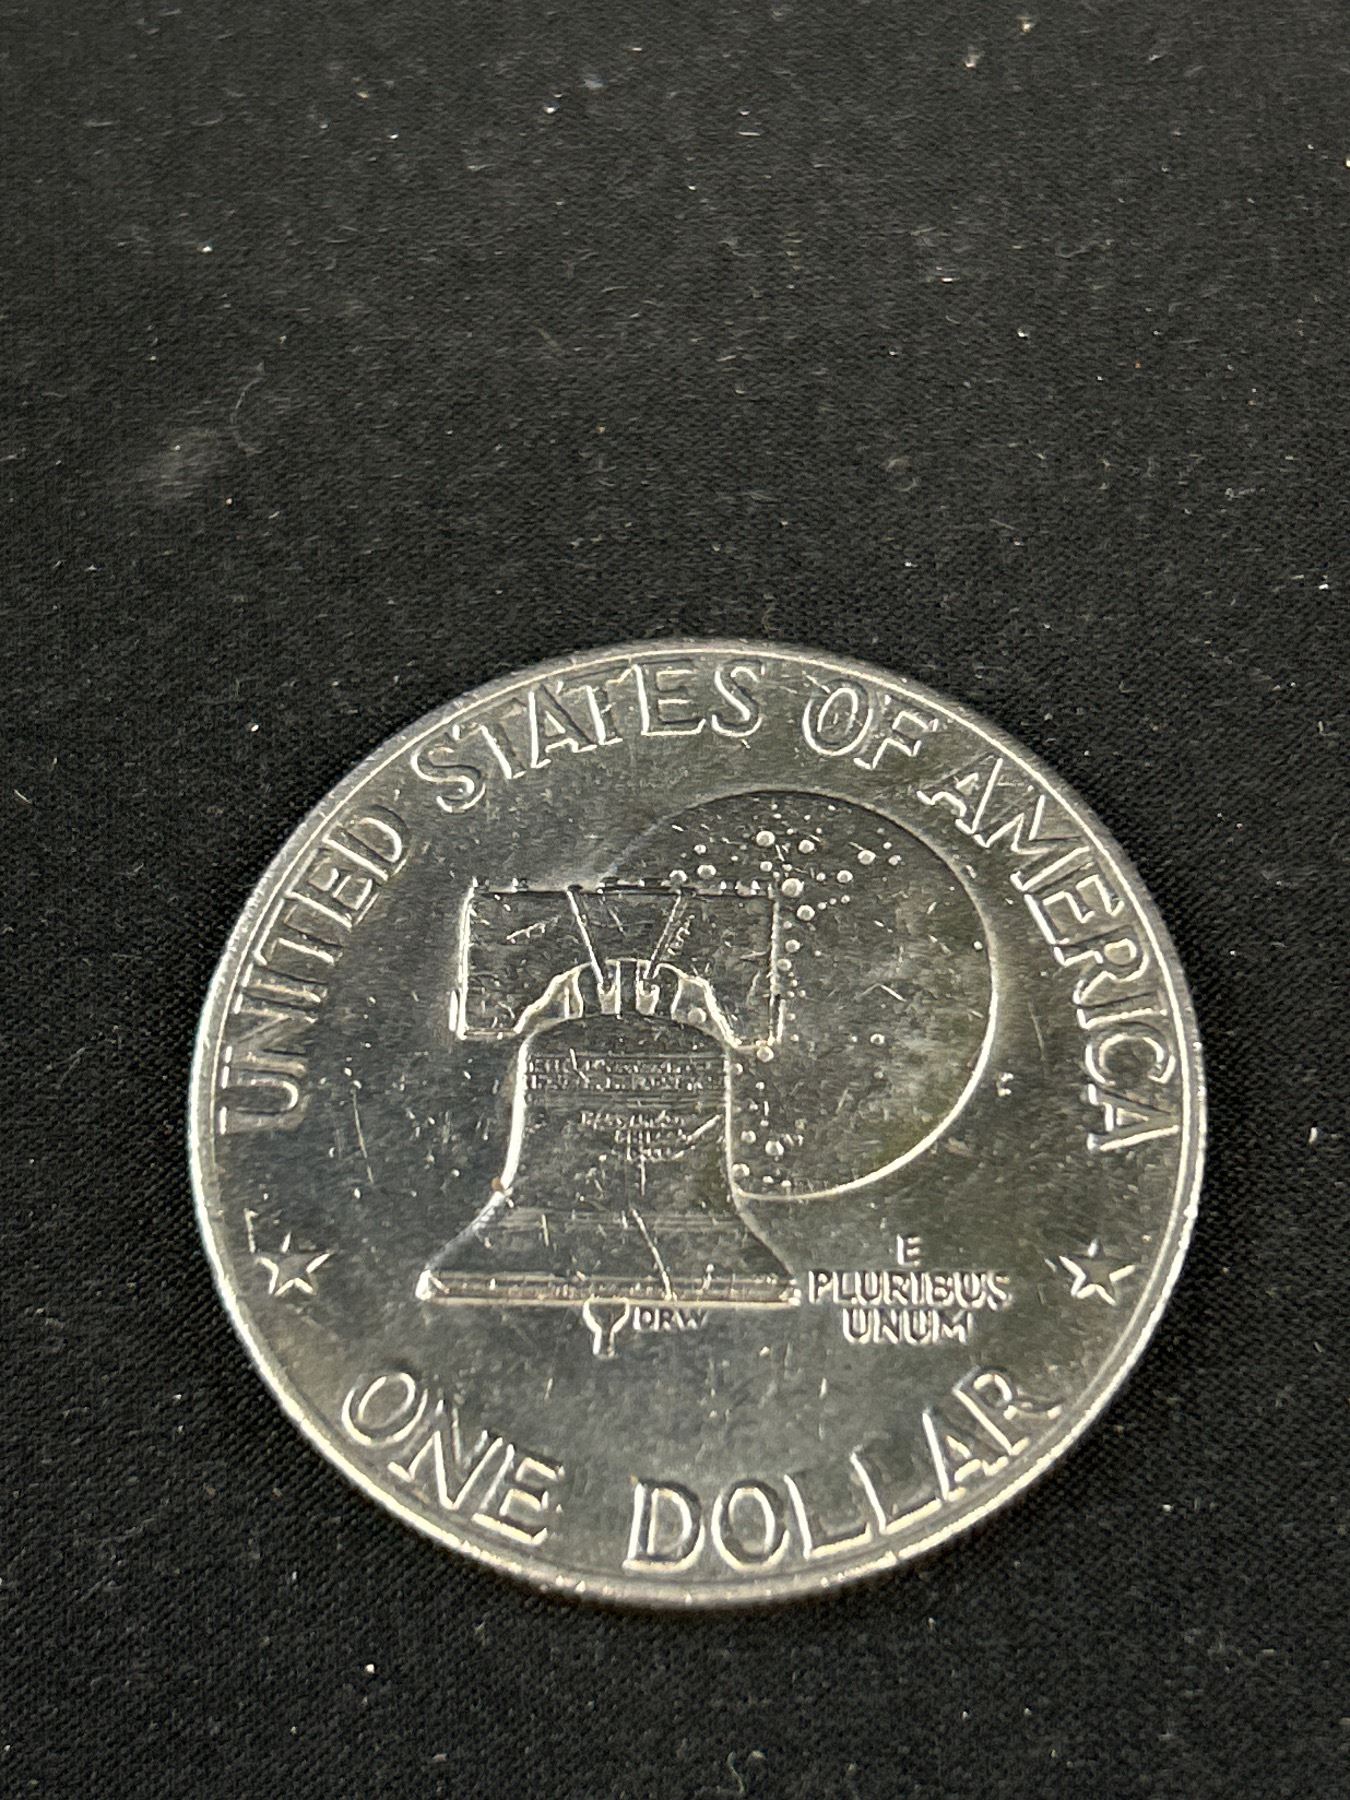 UNITED STATES OF AMERICA
E
PLURIBUS
UNUM
DRW
ONE DOLLAR